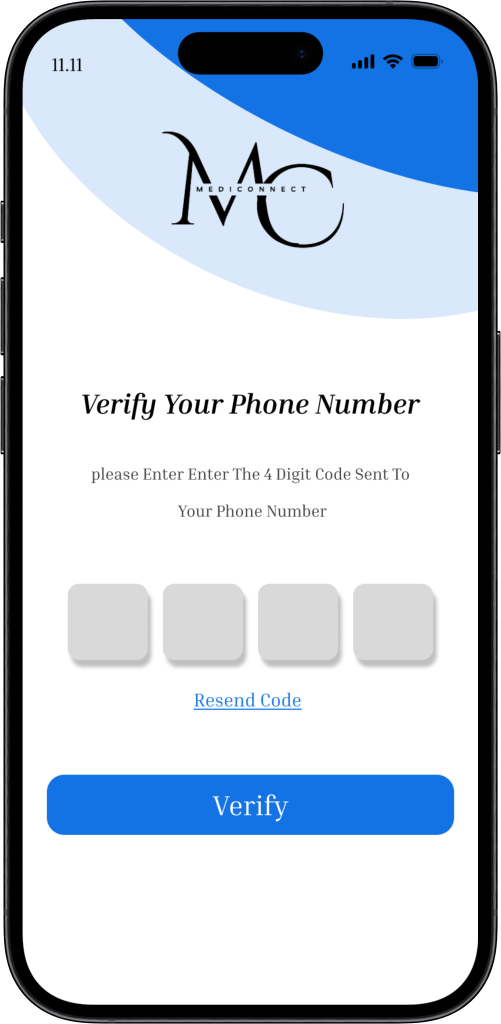 11.11
MC
MEDICONNECT
Verify Your Phone Number
please Enter Enter The 4 Digit Code Sent To
Your Phone Number
Resend Code
Verify